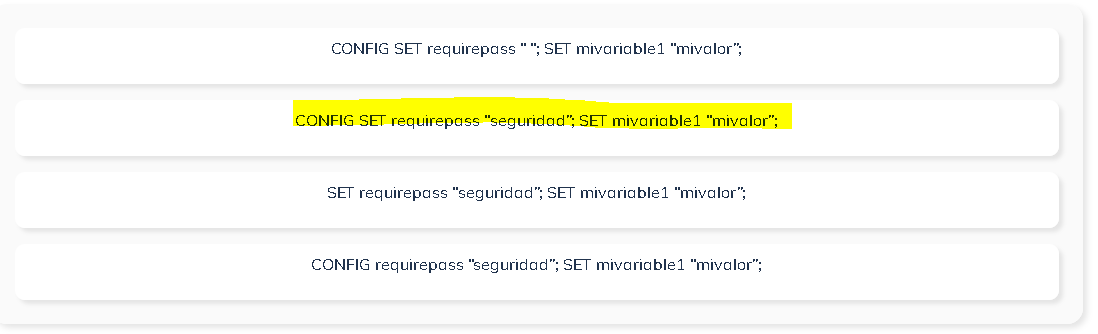 CONFIG SET requirepass " "; SET mivariable1 "mivalor";
CONFIG SET requirepass "seguridad"; SET mivariable1 "mivalor";
SET requirepass "seguridad"; SET mivariable1 "mivalor";
CONFIG requirepass "seguridad"; SET mivariable1 "mivalor";